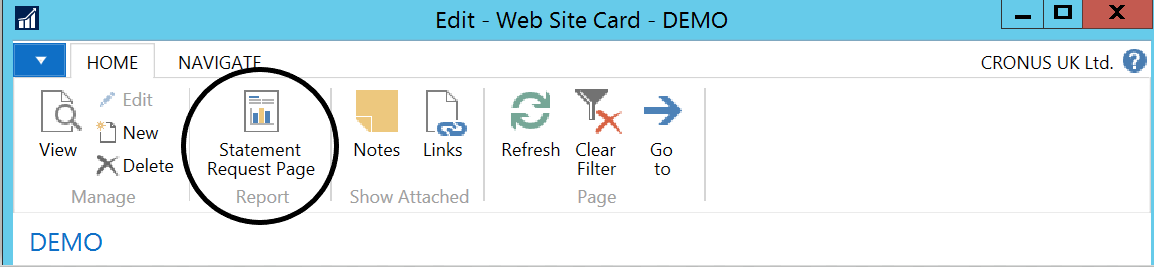 Edit - Web Site Card - DEMO
HOME
NAVIGATE
CRONUS UK Ltd.
?
View
Edit
New
Delete
Manage
Statement
Request Page
Report
Notes
Links
Show Attached
Refresh
Clear
Filter
Go
to
Page
DEMO